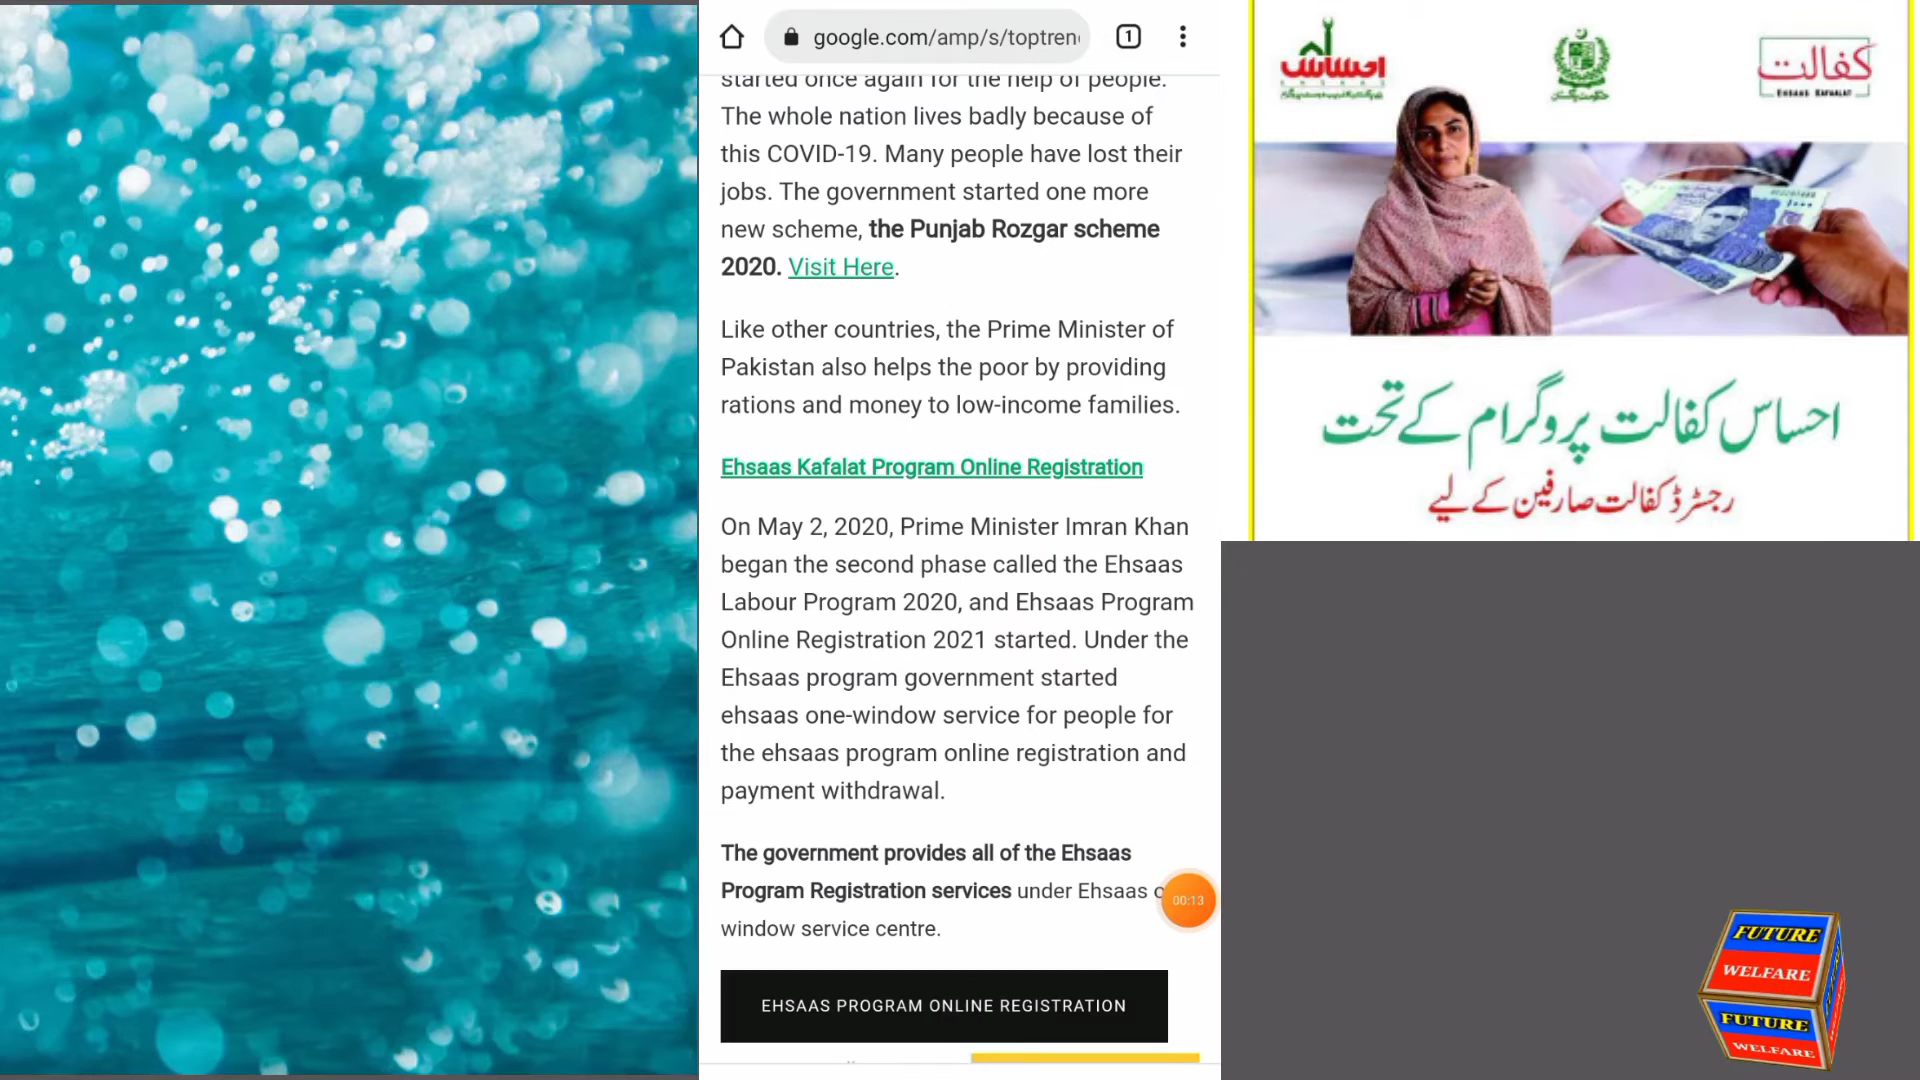 google.com/amp/s/toptren
1
started once again for the help of people.
The whole nation lives badly because of
this COVID-19. Many people have lost their
jobs. The government started one more
new scheme, the Punjab Rozgar scheme
2020. Visit Here.
Like other countries, the Prime Minister of
Pakistan also helps the poor by providing
rations and money to low-income families.
Ehsaas Kafalat Program Online Registration
On May 2, 2020, Prime Minister Imran Khan
began the second phase called the Ehsaas
Labour Program 2020, and Ehsaas Program
Online Registration 2021 started. Under the
Ehsaas program government started
ehsaas one-window service for people for
the ehsaas program online registration and
payment withdrawal.
The government provides all of the Ehsaas
Program Registration services under Ehsaas
window service centre.
00:13
EHSAAS PROGRAM ONLINE REGISTRATION
احساس
کفالت
EHSAAS KAFAALAT
احساس کفالت پروگرام کے تحت
رجسٹرڈ کفالت صارفین کے لیے
FUTURE
WELFARE
FUTURE
WELFARE